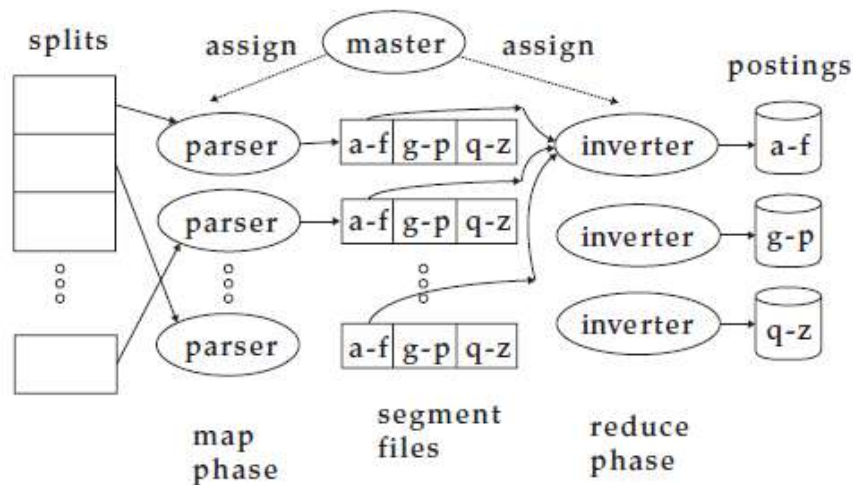 splits
assign
master
assign
postings
parser
a-f g-p q-z
inverter
a-f
parser
a-f g-p q-z
inverter
g-p
parser
a-f g-p q-z
inverter
q-z
map
phase
segment
files
reduce
phase